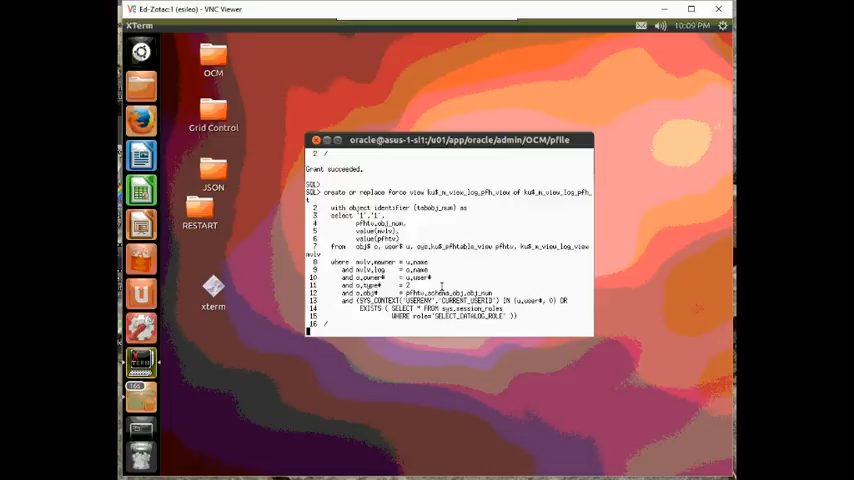 Ed-Zotac:1 (esileo) - VNC Viewer
XTerm
10:09 PM
OCM
Grid Control
JSON
RESTART
xterm
166
oracle@asus-1-sl1:/u01/app/oracle/admin/OCM/pfile
2 /
Grant succeeded.
SQL>
SQL> create or replace force view ku$_m_view_log_pfh_view of ku$_m_view_log_pfh_
t
2 with object identifier (tabobj_num) as
3 select '1','1',
4 pfhtv.obj_num,
5 value(mvlv),
6 value(pfhtv)
7 from obj$ o, user$ u, sys.ku$_pfhtable_view pfhtv, ku$_m_view_log_view
mvlv
8 where mvlv.mowner = u.name
9 and mvlv.log = o.name
10 and o.owner# = u.user#
11 and o.type# = 2
12 and o.obj# = pfhtv.schema_obj.obj_num
13 and (SYS_CONTEXT('USERENV','CURRENT_USERID') IN (u.user#, 0) OR
14 EXISTS ( SELECT * FROM sys.session_roles
15 WHERE role='SELECT_CATALOG_ROLE' ))
16 /